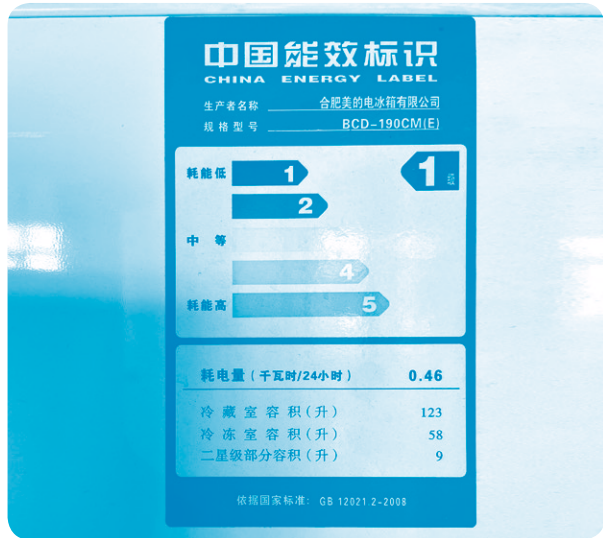 中国能效标识
CHINA ENERGY LABEL
生产者名称 合肥美的电冰箱有限公司
规格型号 BCD-190CM(E)
耗能低 1 1级
2
中等
4
耗能高 5
耗电量(千瓦时/24小时) 0.46
冷藏室容积(升) 123
冷冻室容积(升) 58
二星级部分容积(升) 9
依据国家标准: GB 12021.2-2008